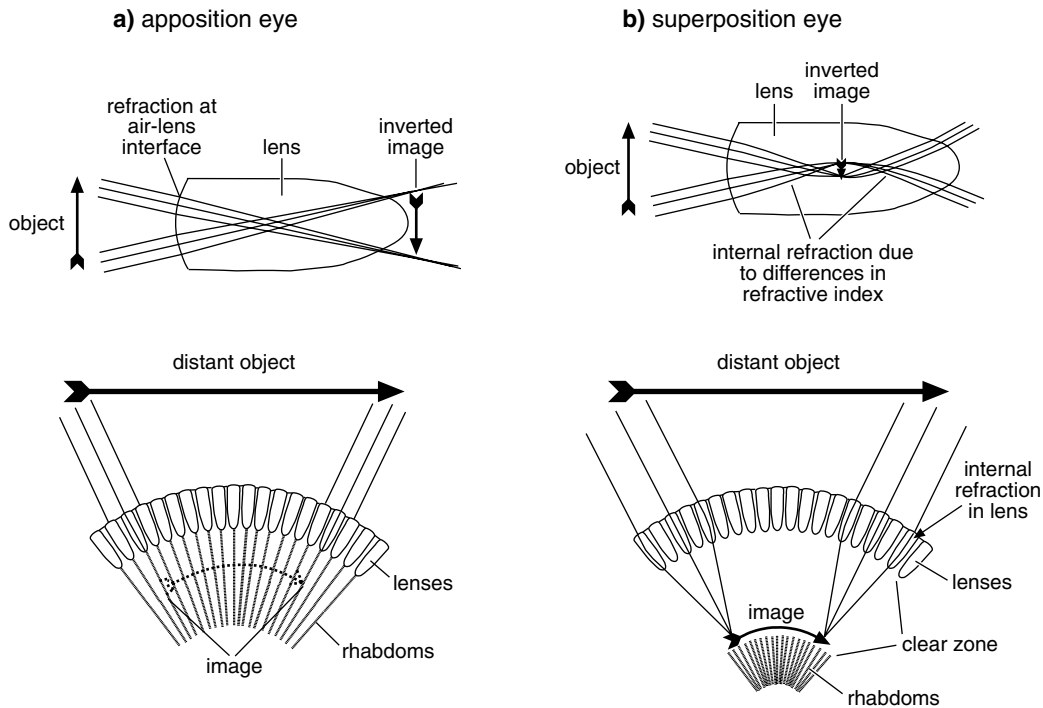 a) apposition eye
refraction at
air-lens
interface
lens
inverted
image
object
distant object
lenses
rhabdoms
image
b) superposition eye
inverted
image
lens
object
internal refraction due
to differences in
refractive index
distant object
internal
refraction
in lens
lenses
image
clear zone
rhabdoms